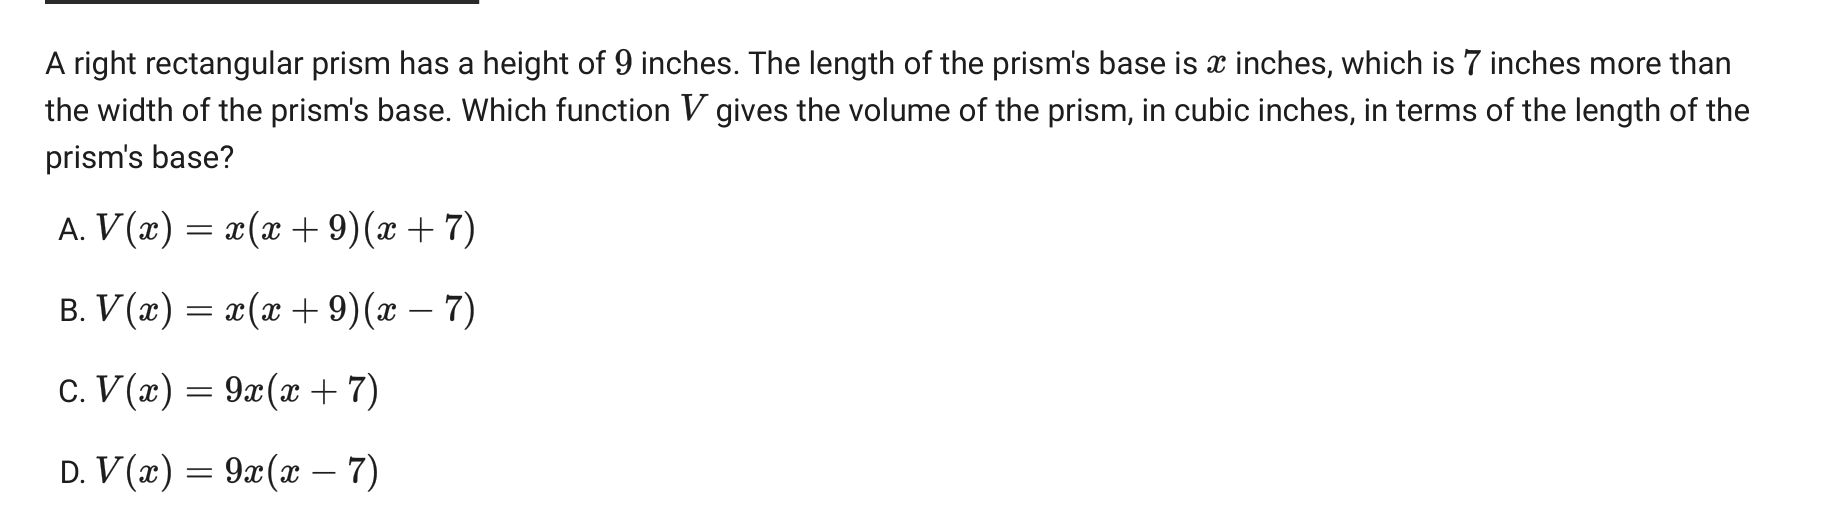 A right rectangular prism has a height of 9 inches. The length of the prism's base is x inches, which is 7 inches more than
the width of the prism's base. Which function V gives the volume of the prism, in cubic inches, in terms of the length of the
prism's base?
A. V(x) = x(x + 9)(x + 7)
B. V(x) = x(x + 9)(x − 7)
C. V(x) = 9x(x + 7)
D. V(x) = 9x(x − 7)